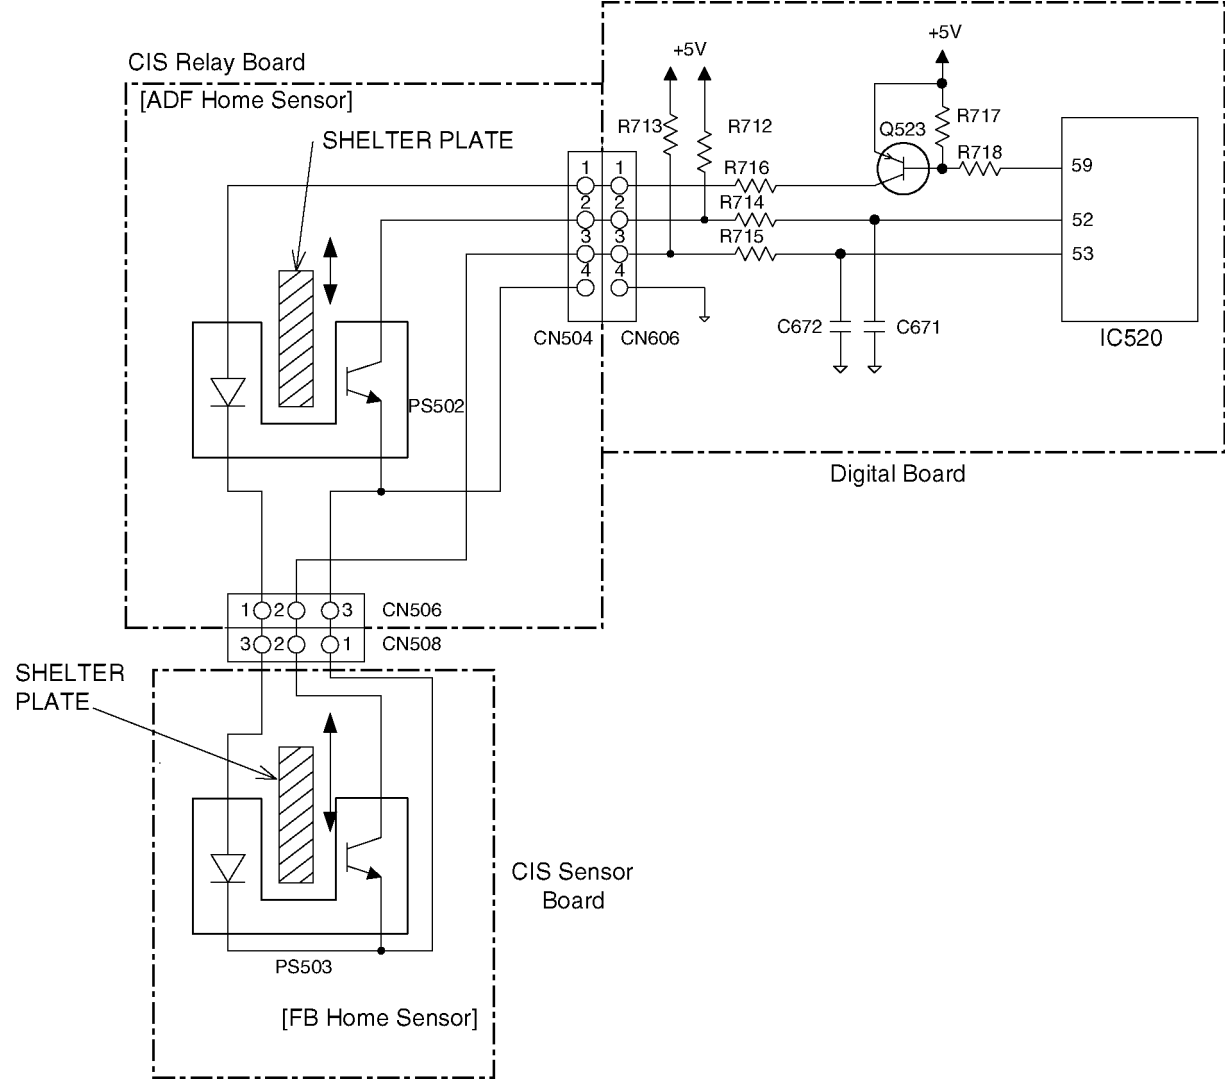 +5V
+5V
CIS Relay Board
[ADF Home Sensor]
SHELTER PLATE
R713
R712
Q523
R717
R718
59
R716
1 1
2 2
R714
52
3 3
R715
53
4 4
C672
C671
CN504
CN606
IC520
PS502
Digital Board
1 2 3
CN506
3 2 1
CN508
SHELTER
PLATE
CIS Sensor
Board
PS503
[FB Home Sensor]